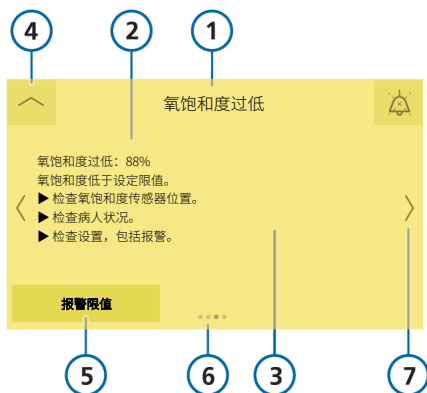 4 2 1
氧饱和度过低
氧饱和度过低：88%
氧饱和度低于设定限值。
▶ 检查氧饱和度传感器位置。
▶ 检查病人状况。
▶ 检查设置，包括报警。
报警限值
5 6 3 7